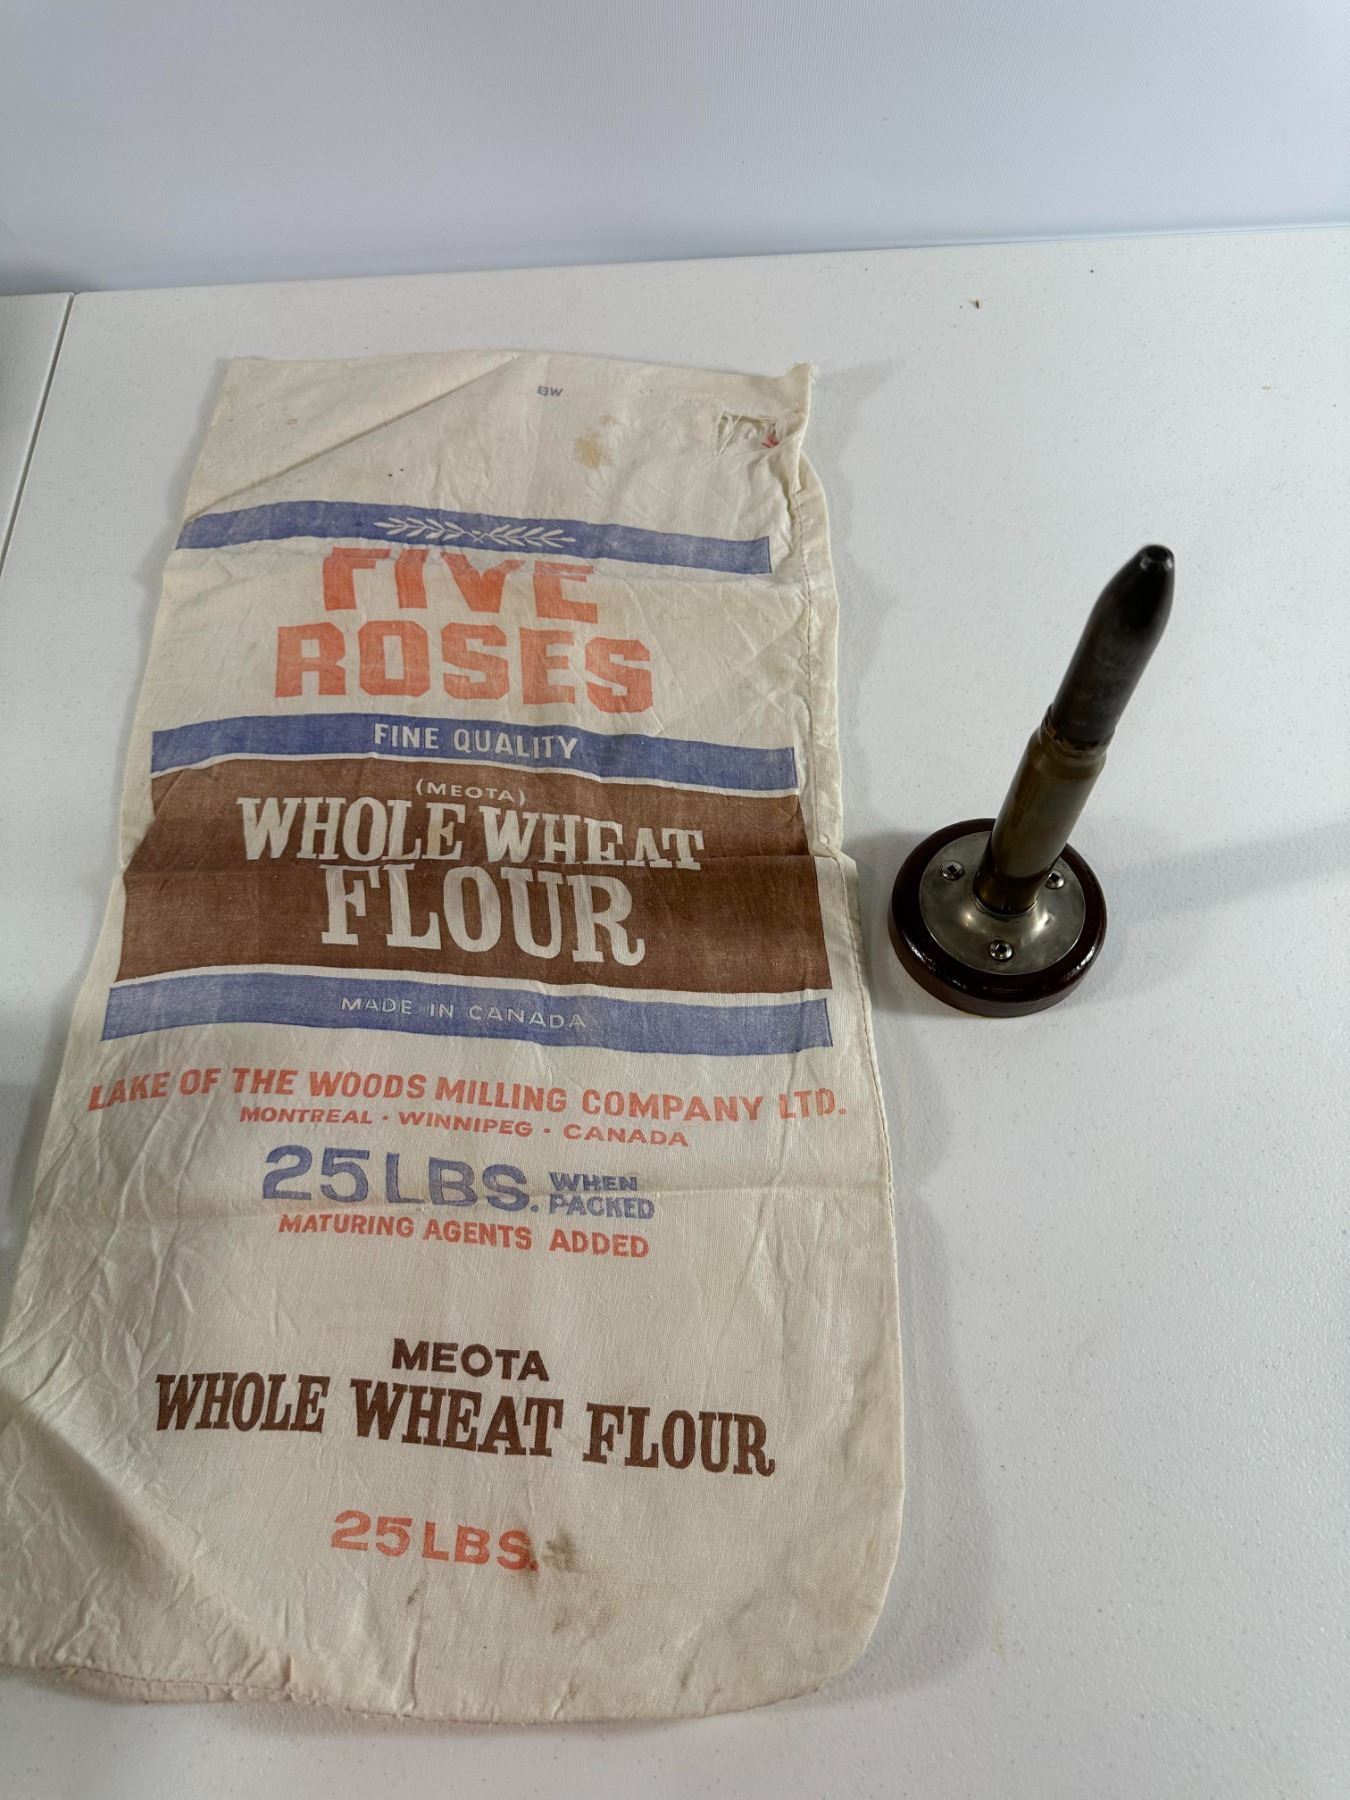 BW
FIVE
ROSES
FINE QUALITY
(MEOTA)
WHOLE WHEAT
FLOUR
MADE IN CANADA
LAKE OF THE WOODS MILLING COMPANY LTD.
MONTREAL · WINNIPEG · CANADA
25 LBS. WHEN PACKED
MATURING AGENTS ADDED
MEOTA
WHOLE WHEAT FLOUR
25 LBS.